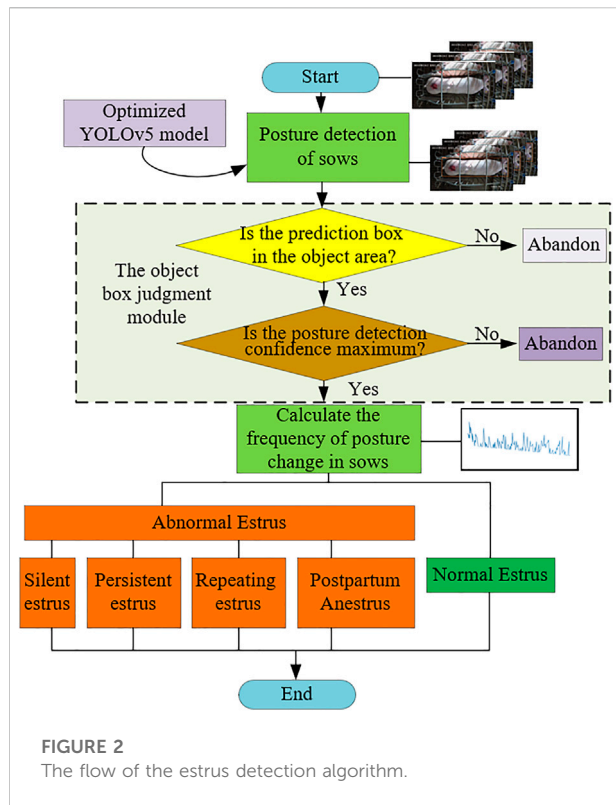 Start
Optimized
YOLOv5 model
Posture detection
of sows
Is the prediction box
in the object area?
No
Abandon
The object
box judgment
module
Yes
Is the posture detection
confidence maximum?
No
Abandon
Yes
Calculate the
frequency of posture
change in sows
Abnormal Estrus
Silent
estrus
Persistent
estrus
Repeating
estrus
Postpartum
Anestrus
Normal Estrus
End
FIGURE 2
The flow of the estrus detection algorithm.